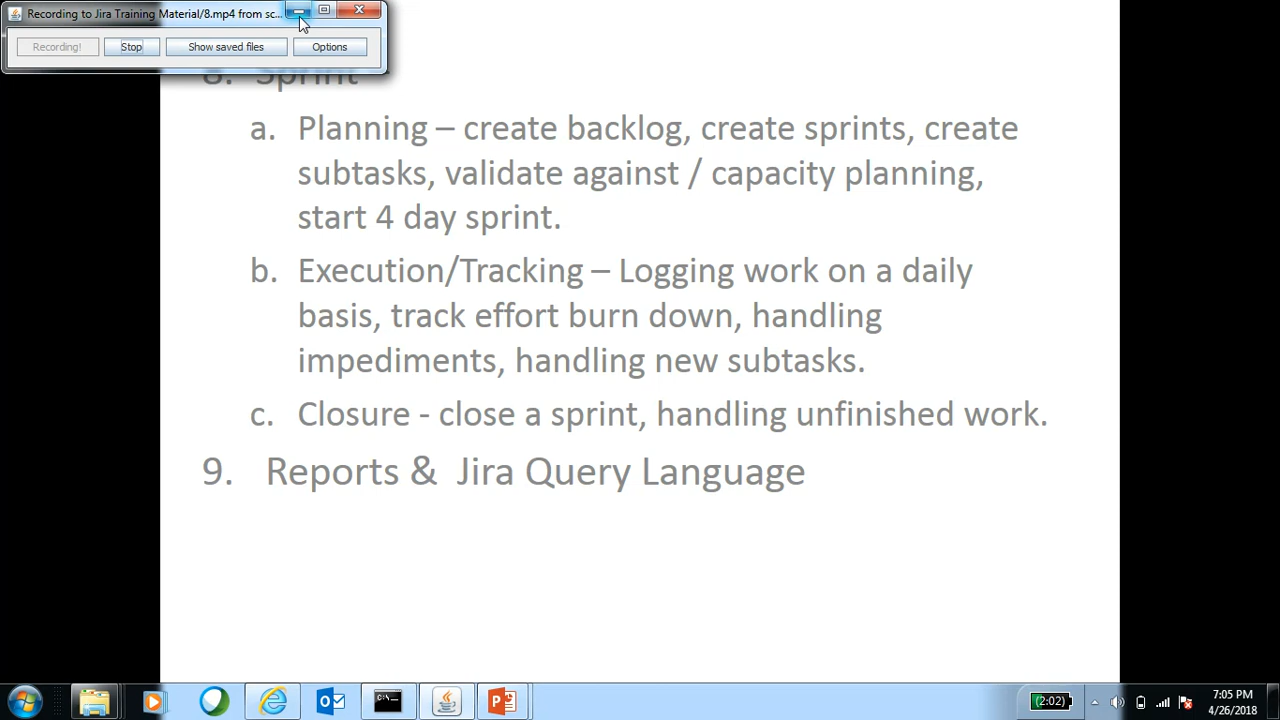 Recording to Jira Training Material/8.mp4 from sc...
Recording!
Stop
Show saved files
Options
8. Sprint
a. Planning – create backlog, create sprints, create
subtasks, validate against / capacity planning,
start 4 day sprint.
b. Execution/Tracking – Logging work on a daily
basis, track effort burn down, handling
impediments, handling new subtasks.
c. Closure - close a sprint, handling unfinished work.
9. Reports & Jira Query Language
(2:02)
7:05 PM
4/26/2018